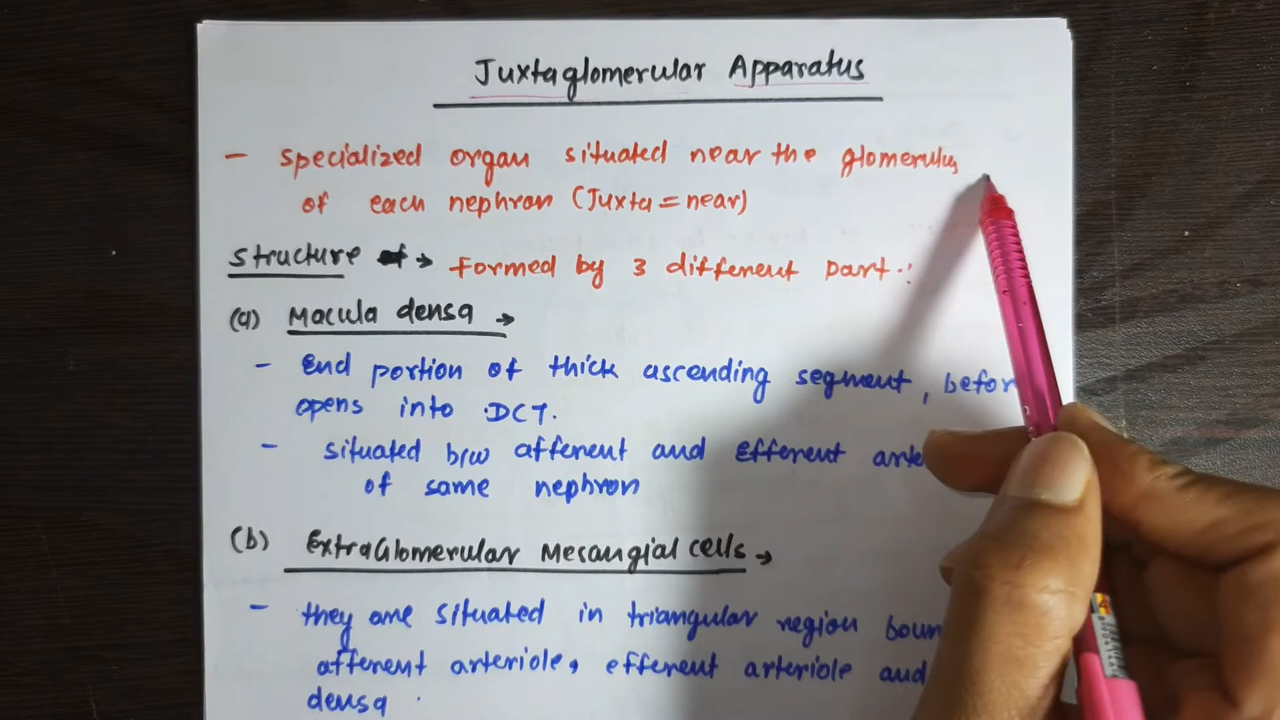 Juxtaglomerular Apparatus
- specialized organ situated near the glomerulus
of each nephron (Juxta = near)
structure → formed by 3 different part :
(a) Macula densa →
- End portion of thick ascending segment, befor
opens into DCT.
- situated b/w afferent and Efferent arte
of same nephron
(b) ExtraGlomerular Mesangial cells →
- they are situated in triangular region boun
afferent arteriole, efferent arteriole and
densa .